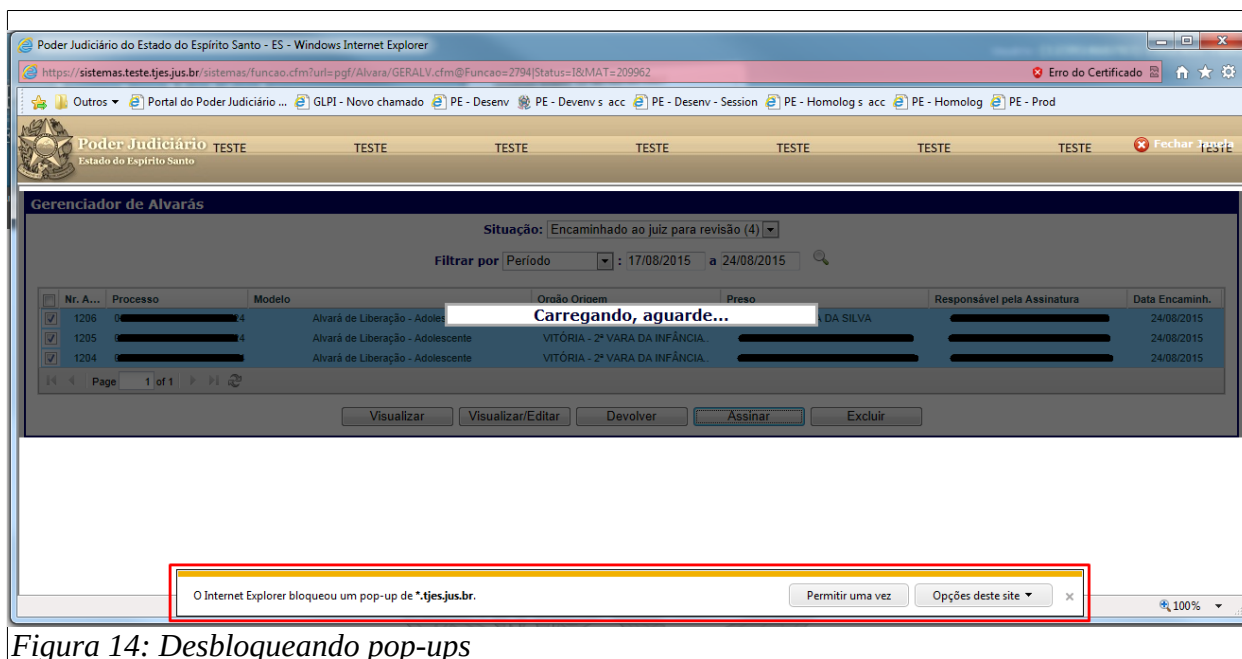 Poder Judiciário do Estado do Espírito Santo - ES - Windows Internet Explorer
https://sistemas.teste.tjes.jus.br/sistemas/funcao.cfm?url=pgf/Alvara/GERALV.cfm@Funcao=2794|Status=1&MAT=209962 Erro do Certificado
Outros GLPI - Novo chamado Portal do Poder Judiciário ... PE - Desenv PE - Devenv s acc PE - Desenv - Session PE - Homolog s acc PE - Homolog PE - Prod
Poder Judiciário TESTE TESTE TESTE TESTE TESTE TESTE TESTE Fechar Janela TESTE
Estado do Espírito Santo
Gerenciador de Alvarás
Situação: Encaminhado ao juiz para revisão (4)
Filtrar por Período : 17/08/2015 a 24/08/2015
Nr. A... Processo Modelo Orgão Origem Preso Responsável pela Assinatura Data Encaminh.
1206 4 Alvará de Liberação - Adoles Carregando, aguarde... DA SILVA 24/08/2015
1205 4 Alvará de Liberação - Adolescente VITÓRIA - 2ª VARA DA INFÂNCIA.. 24/08/2015
1204 Alvará de Liberação - Adolescente VITÓRIA - 2ª VARA DA INFÂNCIA.. 24/08/2015
Page 1 of 1
Visualizar Visualizar/Editar Devolver Assinar Excluir
O Internet Explorer bloqueou um pop-up de *.tjes.jus.br. Permitir uma vez Opções deste site
100%
Figura 14: Desbloqueando pop-ups